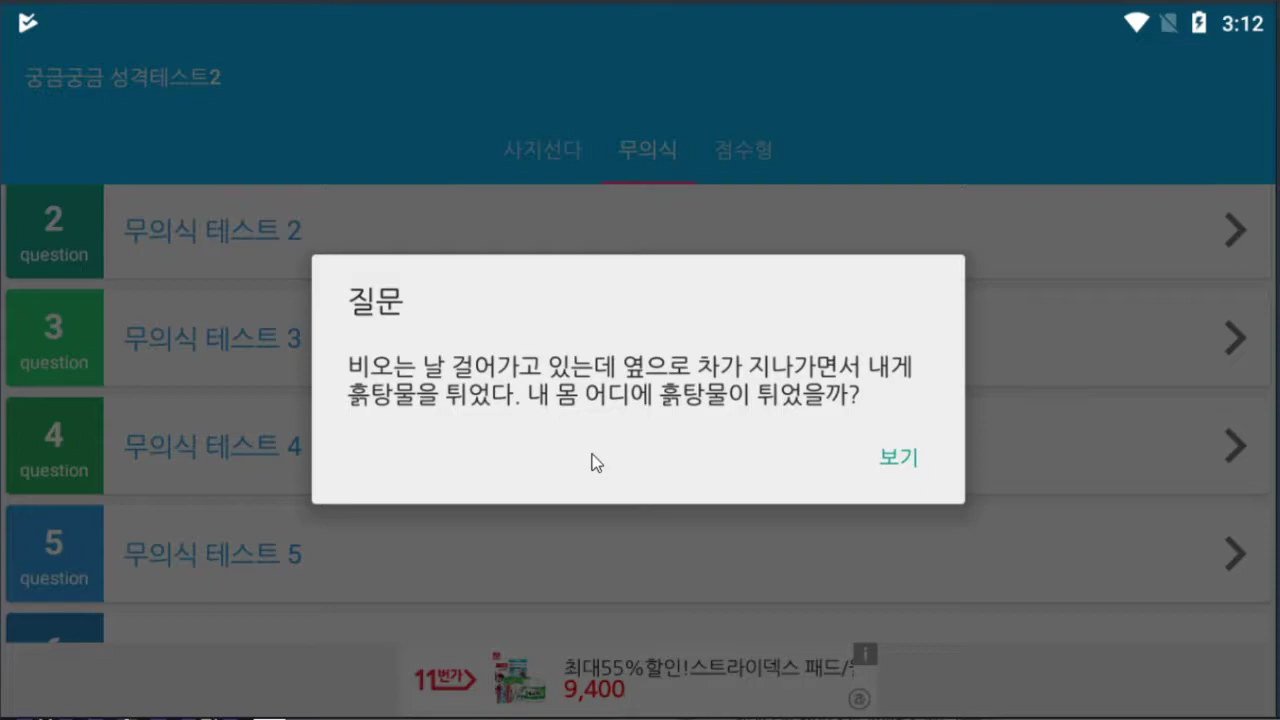 3:12
궁금궁금 성격테스트2
사지선다 무의식 점수형
2
question
무의식 테스트 2
3
question
무의식 테스트 3
4
question
무의식 테스트 4
5
question
무의식 테스트 5
질문
비오는 날 걸어가고 있는데 옆으로 차가 지나가면서 내게
흙탕물을 튀었다. 내 몸 어디에 흙탕물이 튀었을까?
보기
11번가
최대55%할인!스트라이덱스 패드/
9,400